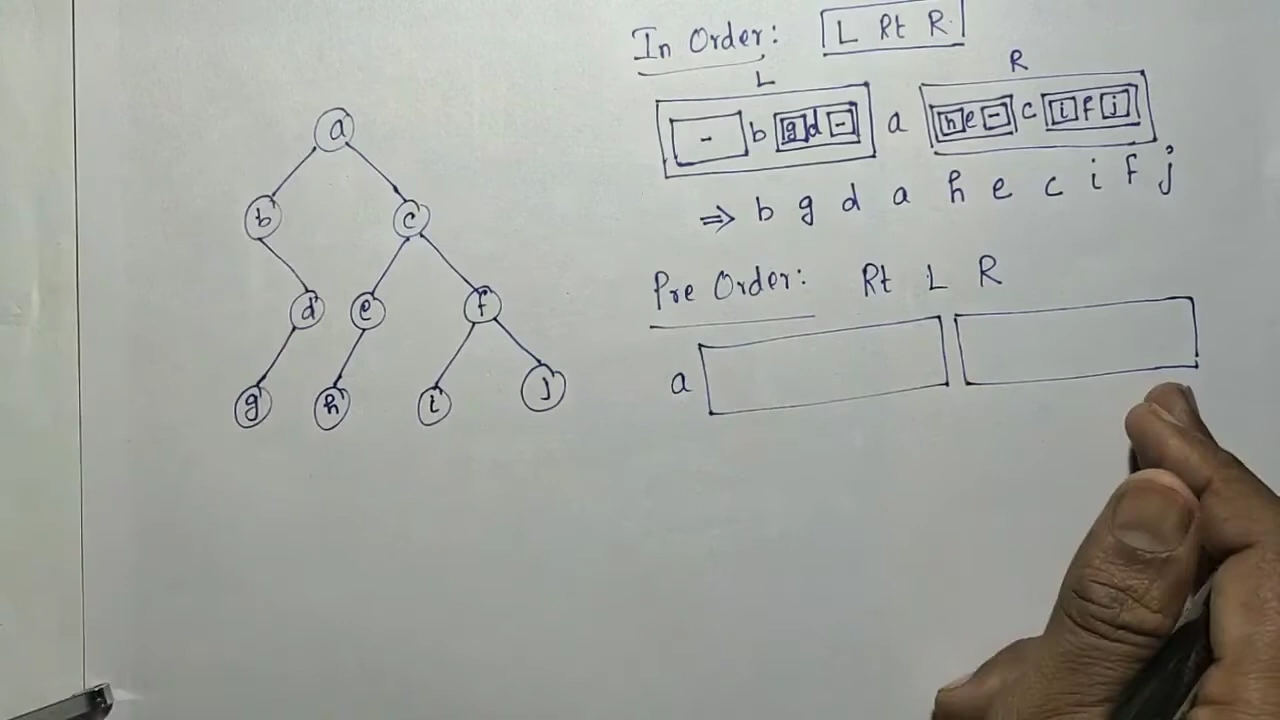 In Order: L Rt R
L R
- b g d - a h e - c i f j
⇒ b g d a h e c i f j
Pre Order: Rt L R
a
a
b c
d e f
g h i j